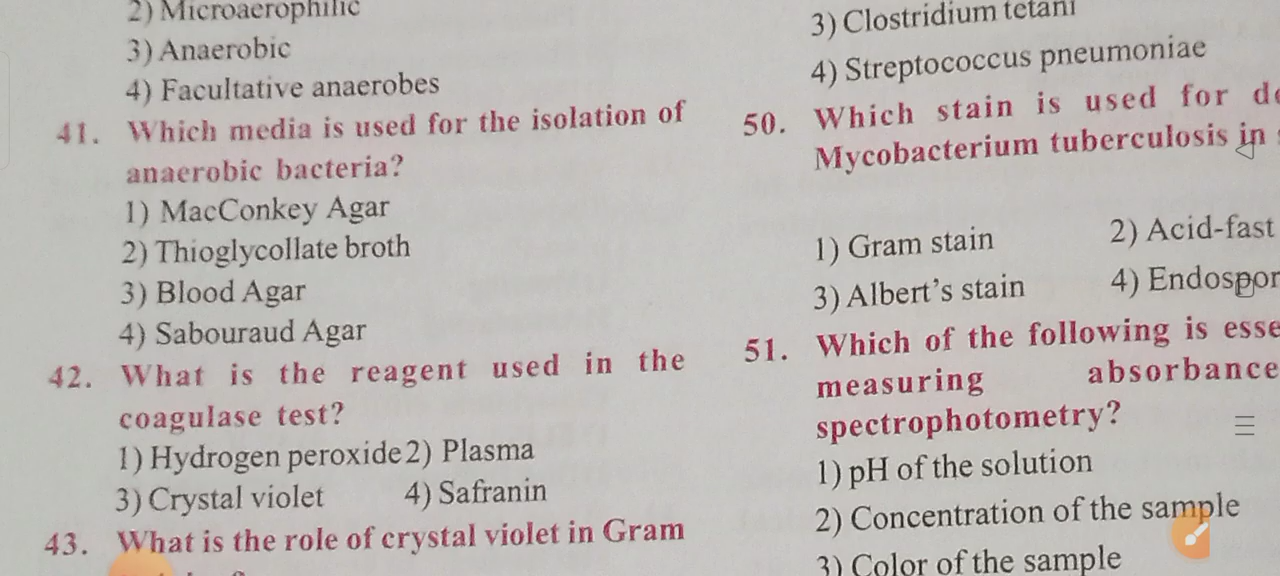 2) Microaerophilic
3) Anaerobic
4) Facultative anaerobes
41. Which media is used for the isolation of
anaerobic bacteria?
1) MacConkey Agar
2) Thioglycollate broth
3) Blood Agar
4) Sabouraud Agar
42. What is the reagent used in the
coagulase test?
1) Hydrogen peroxide 2) Plasma
3) Crystal violet 4) Safranin
43. What is the role of crystal violet in Gram
3) Clostridium tetani
4) Streptococcus pneumoniae
50. Which stain is used for
Mycobacterium tuberculosis in
1) Gram stain 2) Acid-fast
3) Albert's stain 4)
51. Which of the following is
measuring absorbance
spectrophotometry?
1) pH of the solution
2) Concentration of the sample
3) Color of the sample